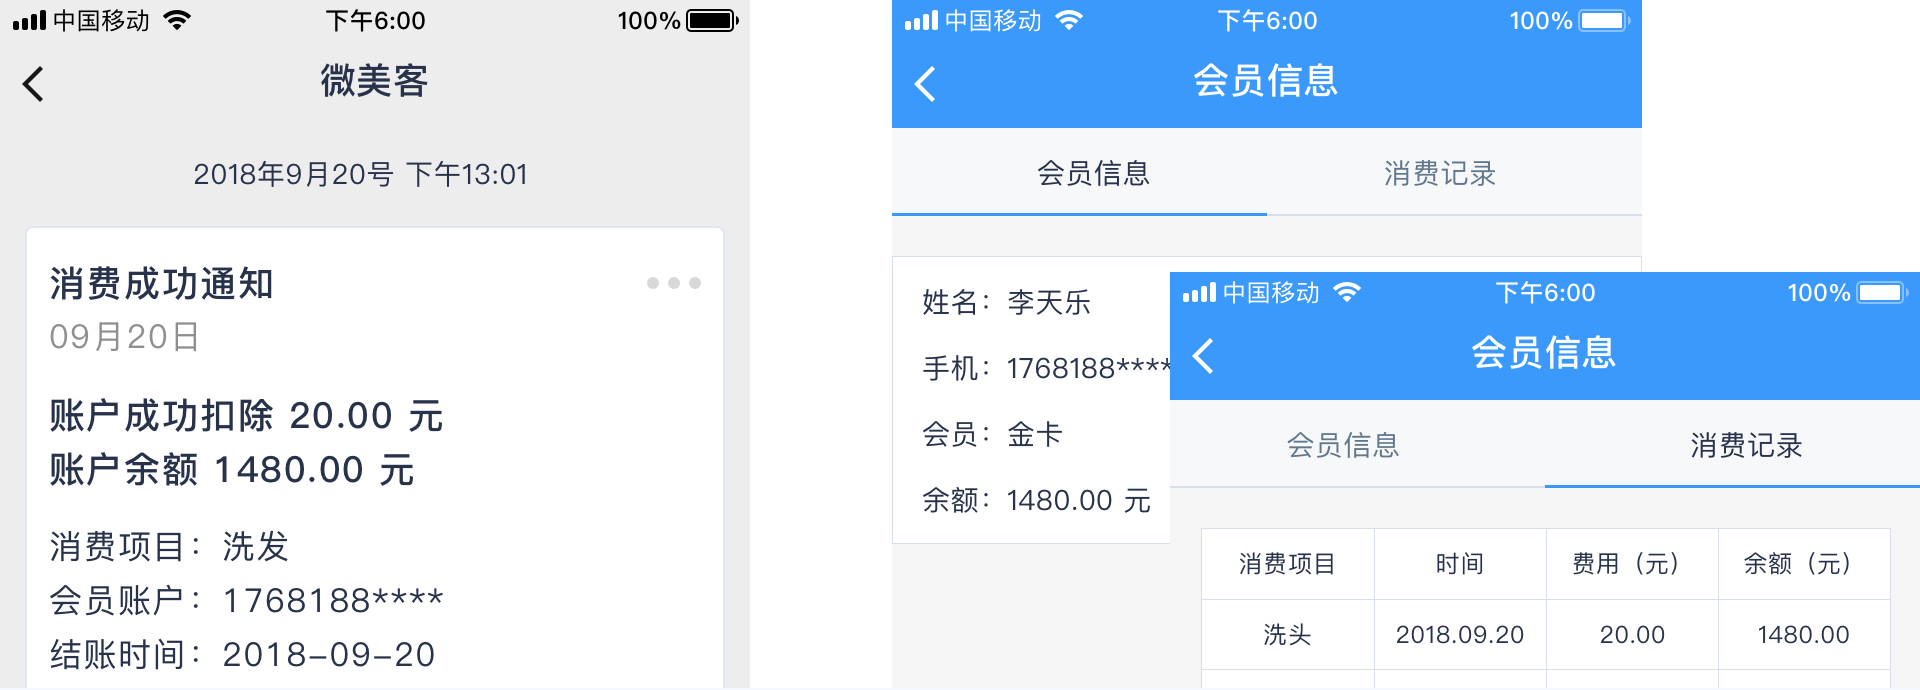 中国移动 下午6:00 100%
微美客
2018年9月20号 下午13:01
消费成功通知
09月20日
账户成功扣除 20.00 元
账户余额 1480.00 元
消费项目：洗发
会员账户：1768188****
结账时间：2018-09-20
中国移动 下午6:00 100%
会员信息
会员信息 消费记录
姓名：李天乐
手机：1768188****
会员：金卡
余额：1480.00 元
中国移动 下午6:00 100%
会员信息
会员信息 消费记录
消费项目 时间 费用（元） 余额（元）
洗头 2018.09.20 20.00 1480.00